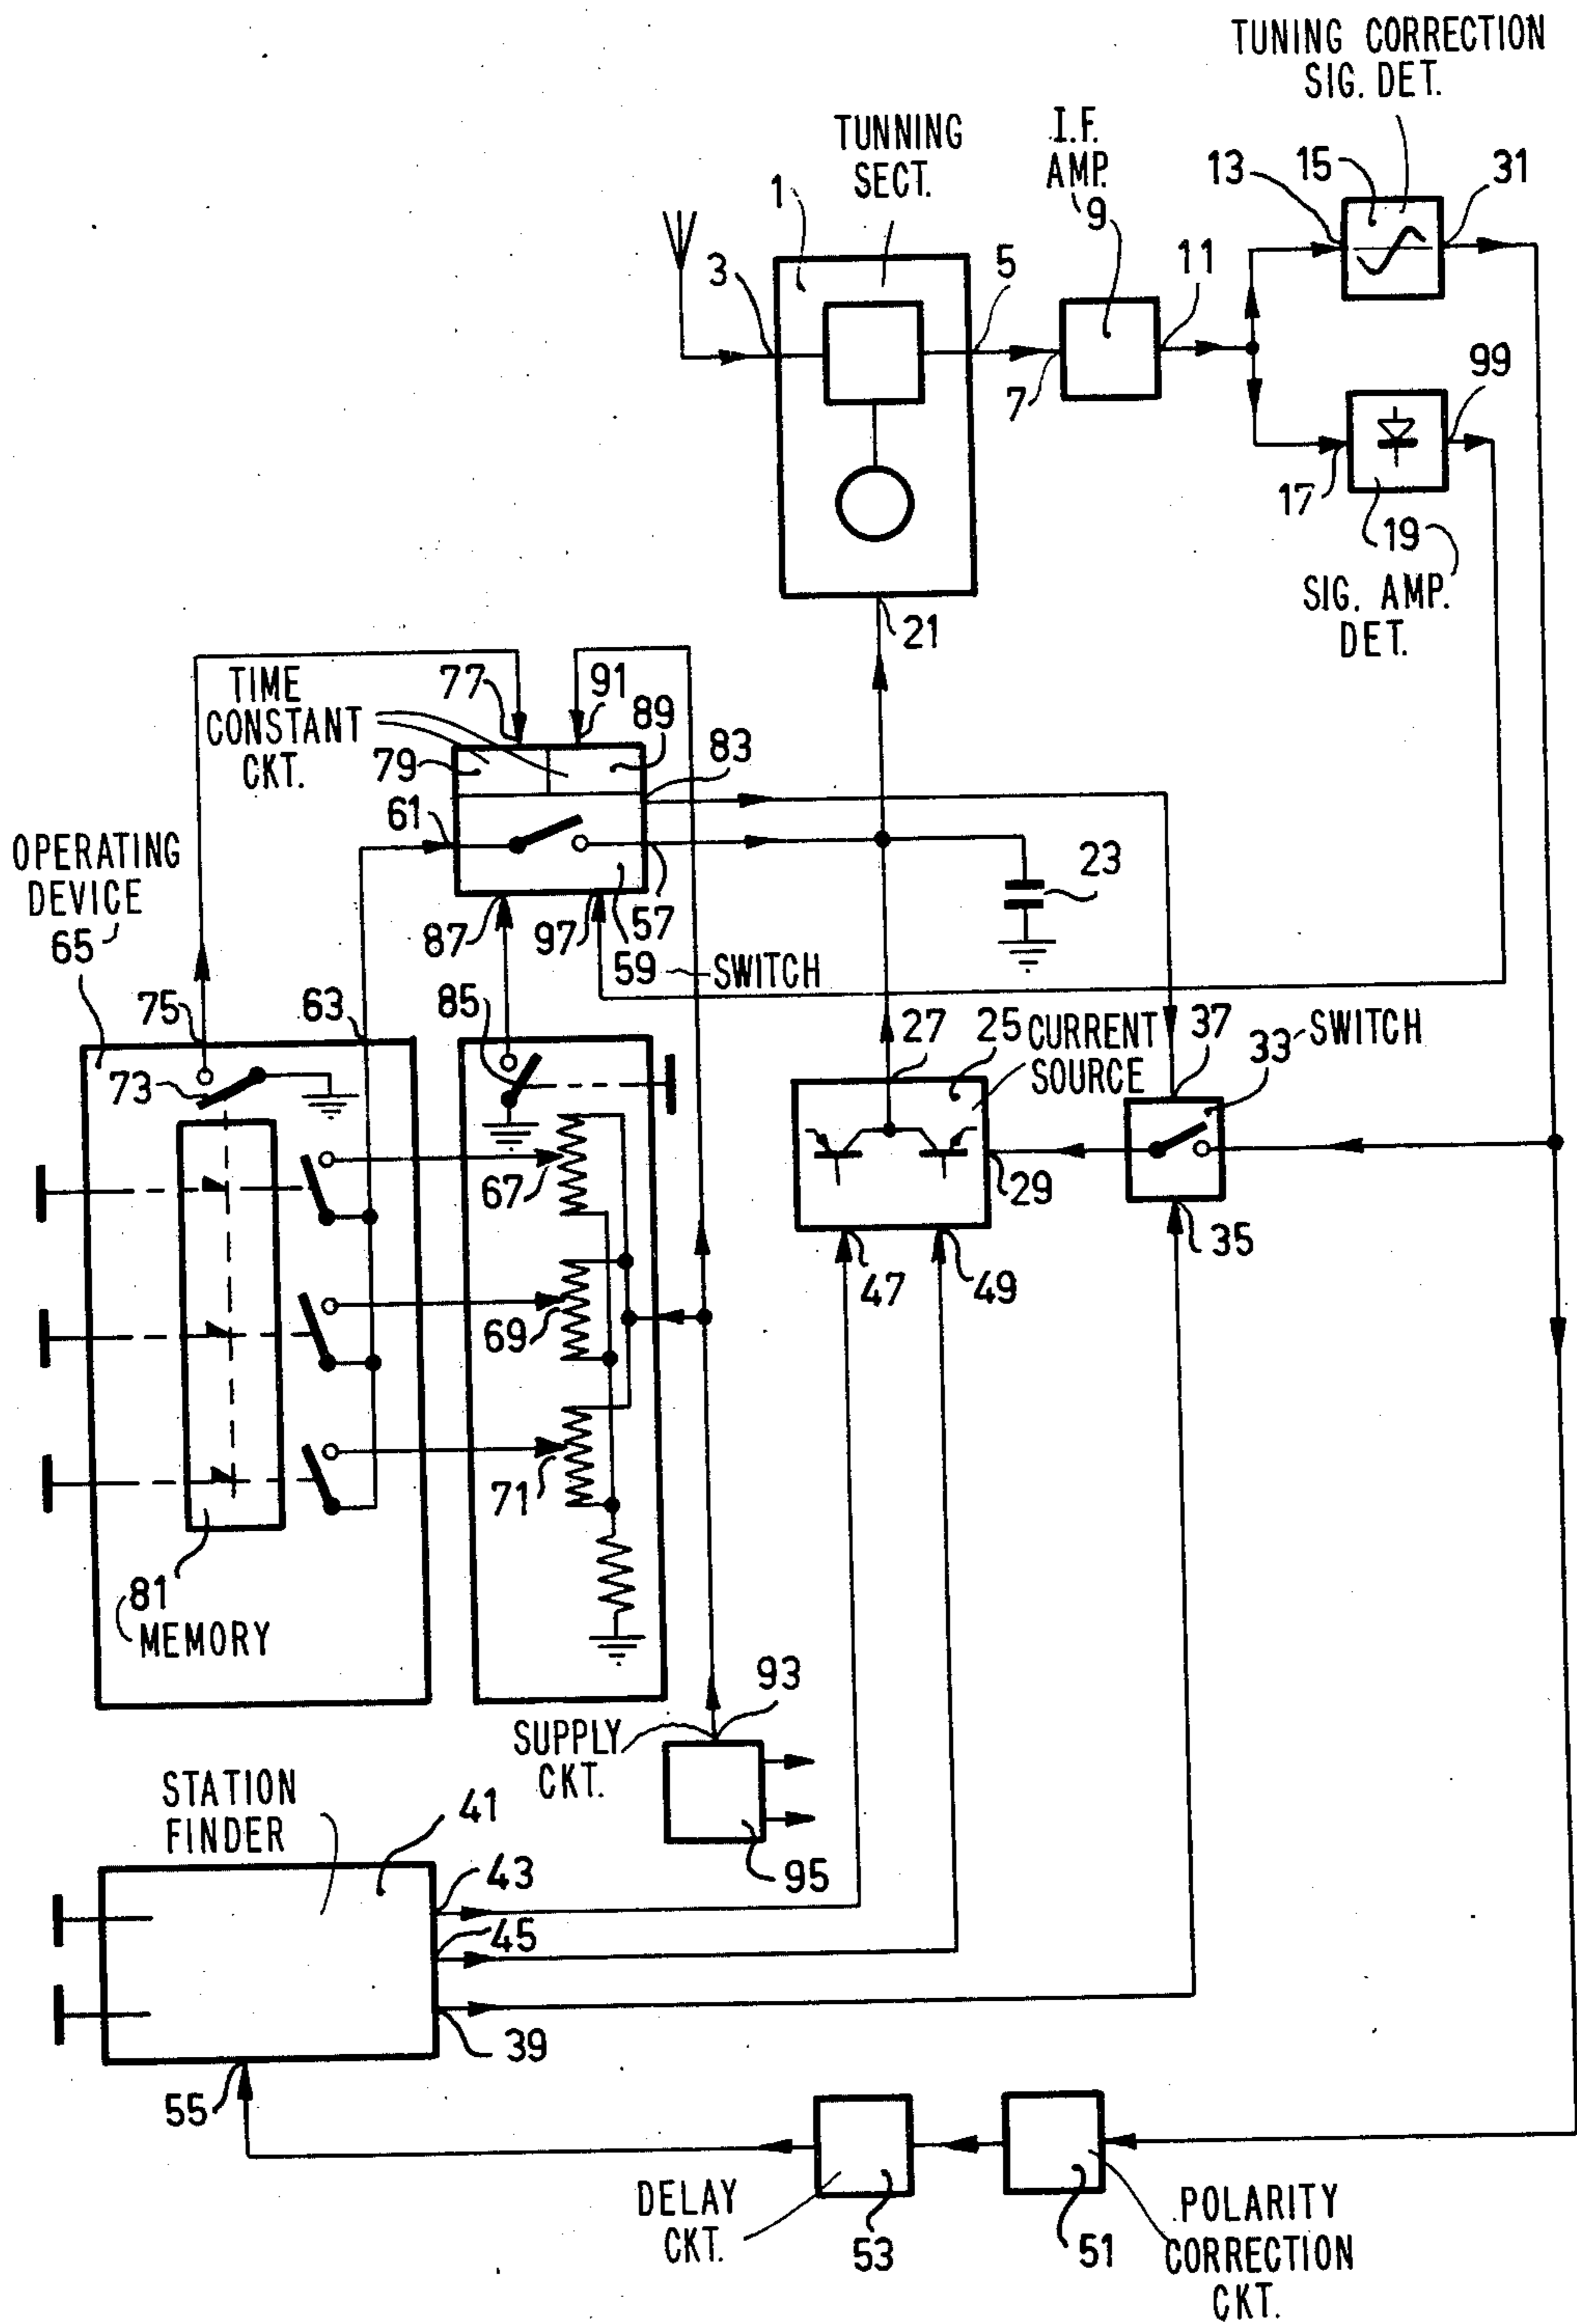 TUNING CORRECTION
SIG. DET.
TUNNING
SECT.
I.F.
AMP.
9
1
3
5
7
11
13
15
31
99
17
19
SIG. AMP.
DET.
21
TIME
CONSTANT
CKT.
77
91
79
89
83
61
OPERATING
DEVICE
65
23
87
97
57
59
SWITCH
75
63
85
73
27
25
CURRENT
SOURCE
37
33
SWITCH
67
29
35
47
49
69
71
81
MEMORY
93
SUPPLY
CKT.
95
STATION
FINDER
41
43
45
39
55
DELAY
CKT.
53
51
POLARITY
CORRECTION
CKT.